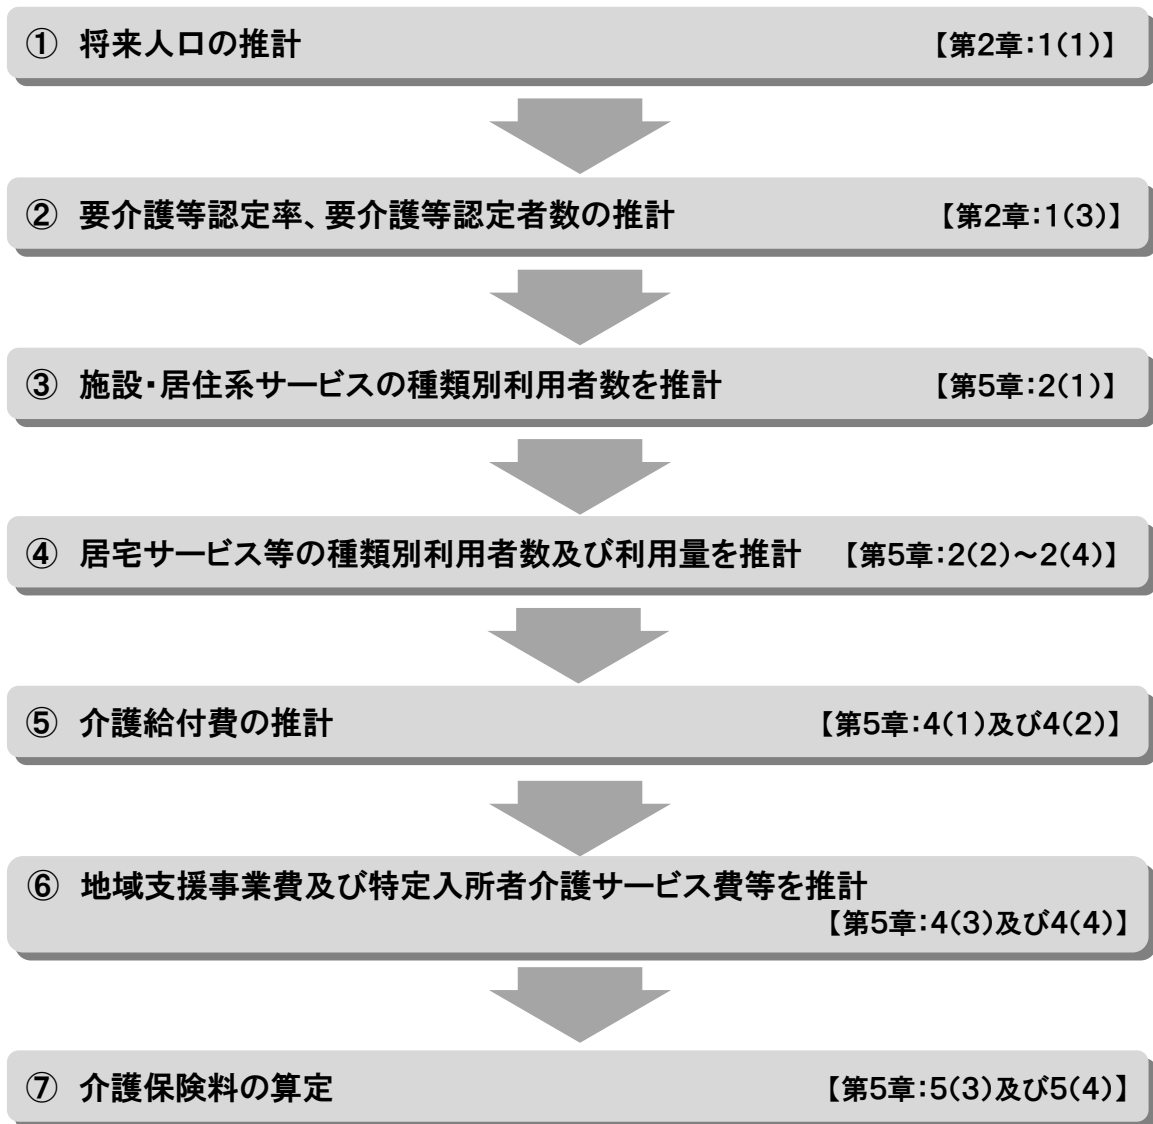 ① 将来人口の推計 【第2章:1(1)】
② 要介護等認定率、要介護等認定者数の推計 【第2章:1(3)】
③ 施設・居住系サービスの種類別利用者数を推計 【第5章:2(1)】
④ 居宅サービス等の種類別利用者数及び利用量を推計 【第5章:2(2)～2(4)】
⑤ 介護給付費の推計 【第5章:4(1)及び4(2)】
⑥ 地域支援事業費及び特定入所者介護サービス費等を推計
【第5章:4(3)及び4(4)】
⑦ 介護保険料の算定 【第5章:5(3)及び5(4)】